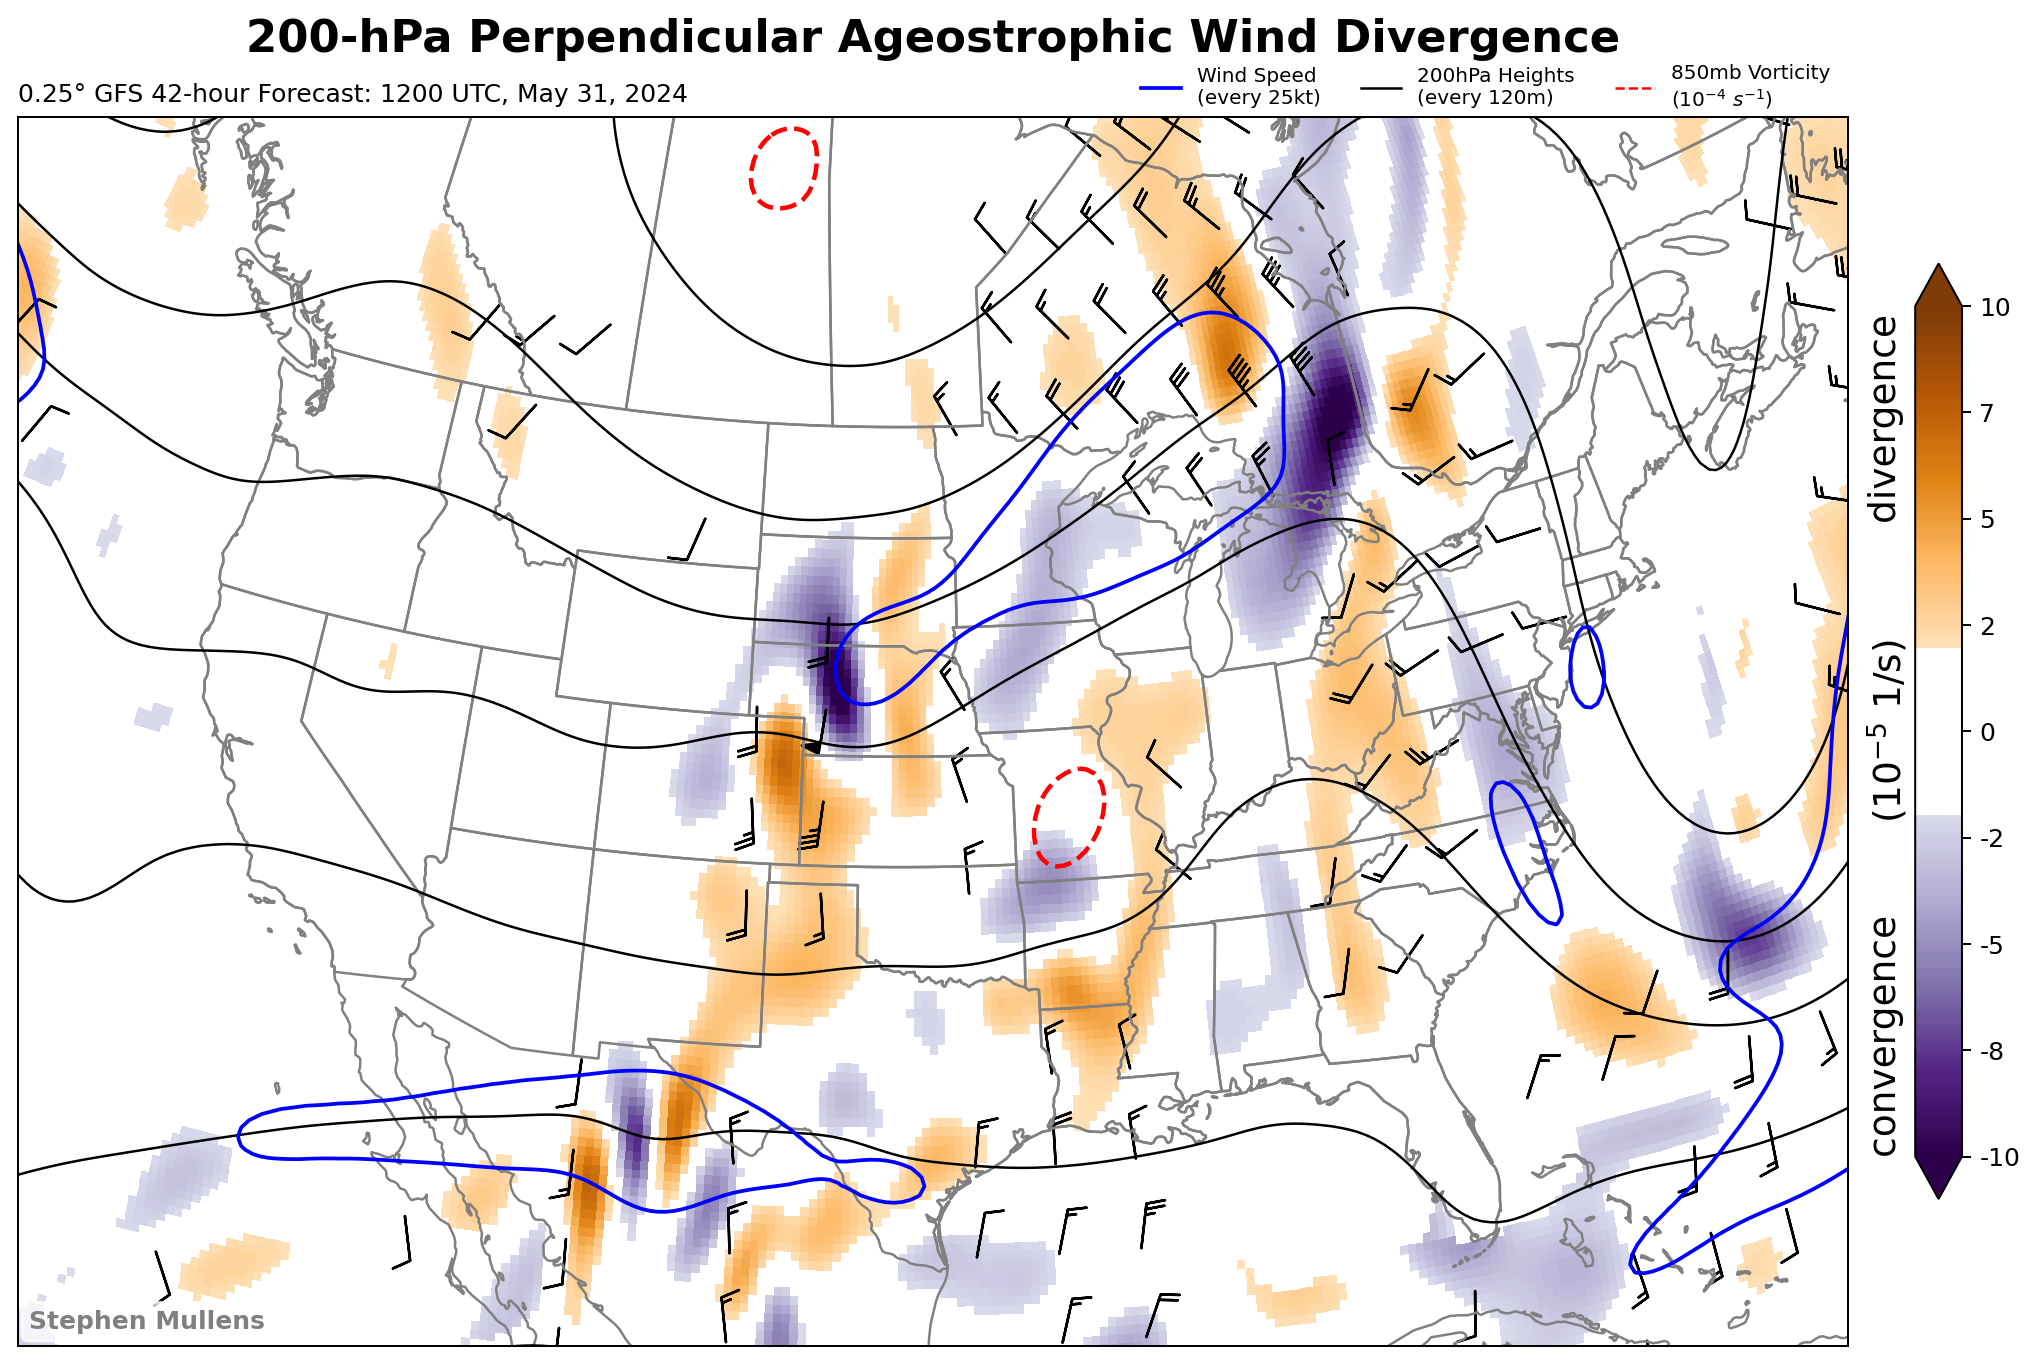 200-hPa Perpendicular Ageostrophic Wind Divergence
0.25° GFS 42-hour Forecast: 1200 UTC, May 31, 2024
Wind Speed
(every 25kt)
200hPa Heights
(every 120m)
850mb Vorticity
(10⁻⁴ s⁻¹)
10
7
5
2
0
-2
-5
-8
-10
convergence (10⁻⁵ 1/s) divergence
Stephen Mullens